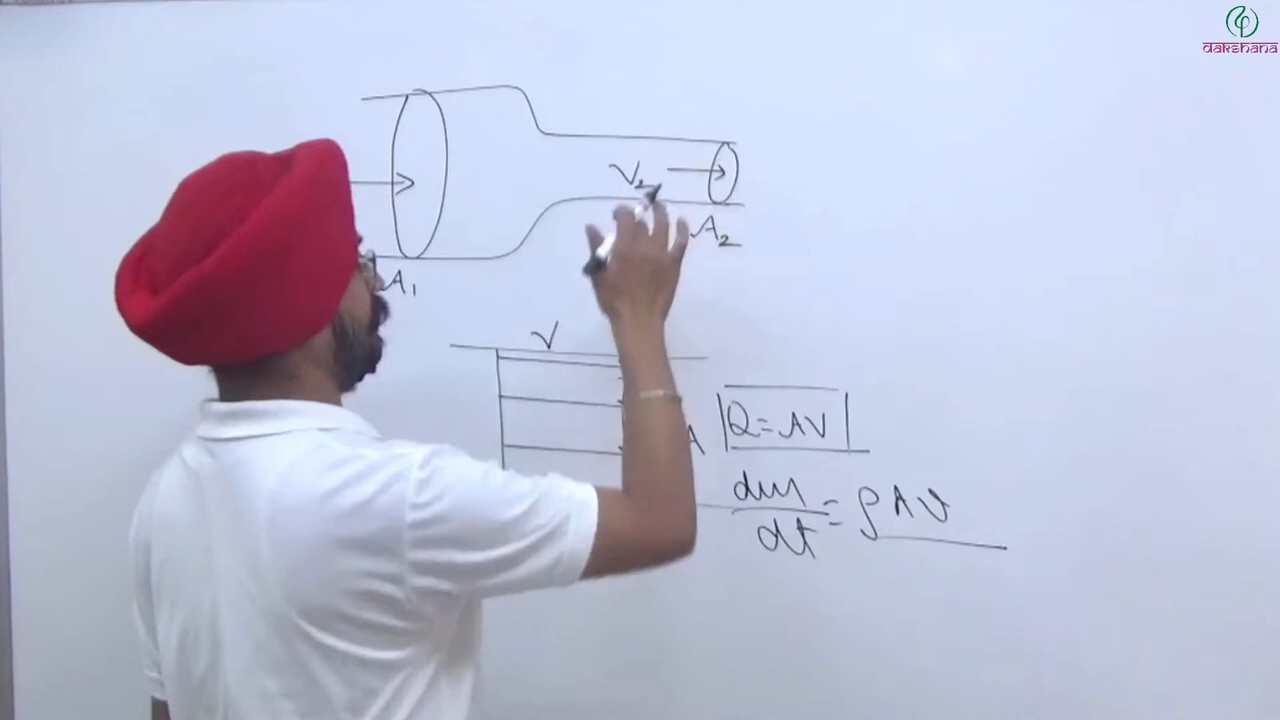 dakshana
V₂
A₂
A₁
V
A
Q = AV
dm/dt = ρAv